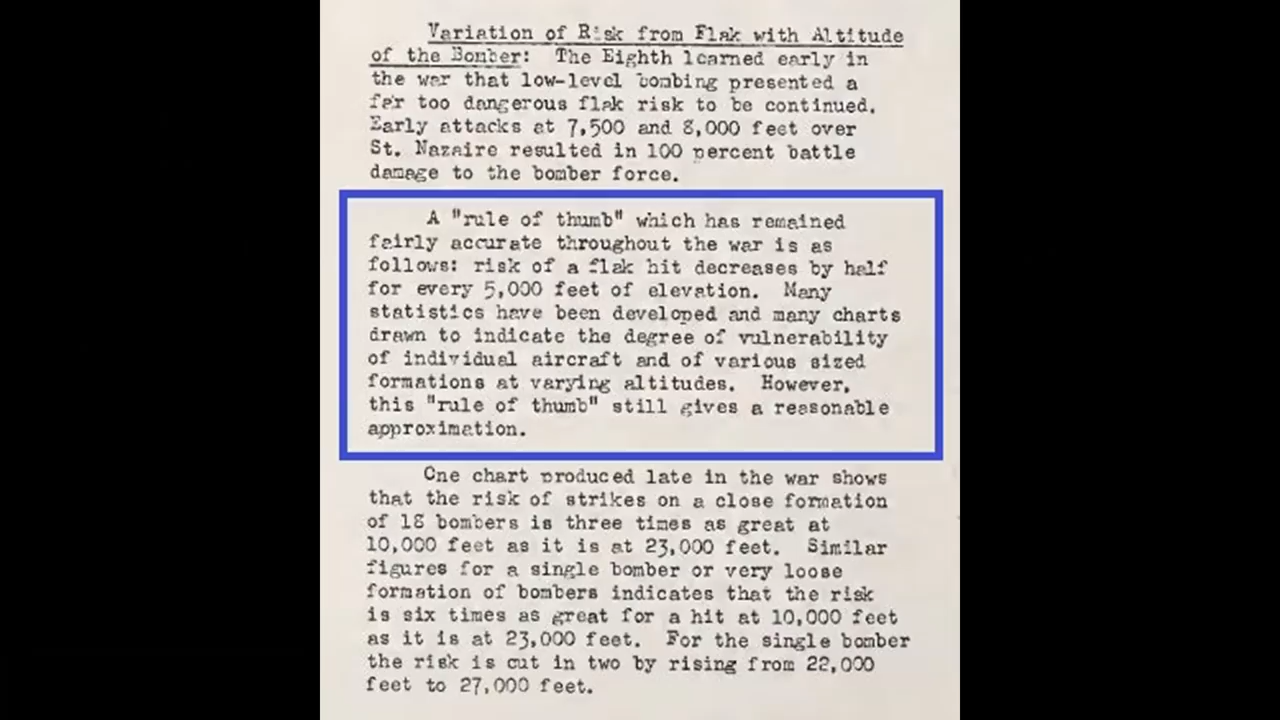 Variation of Risk from Flak with Altitude
of the Bomber: The Eighth learned early in
the war that low-level bombing presented a
far too dangerous flak risk to be continued.
Early attacks at 7,500 and 8,000 feet over
St. Nazaire resulted in 100 percent battle
damage to the bomber force.
A "rule of thumb" which has remained
fairly accurate throughout the war is as
follows: risk of a flak hit decreases by half
for every 5,000 feet of elevation. Many
statistics have been developed and many charts
drawn to indicate the degree of vulnerability
of individual aircraft and of various sized
formations at varying altitudes. However,
this "rule of thumb" still gives a reasonable
approximation.
One chart produced late in the war shows
that the risk of strikes on a close formation
of 18 bombers is three times as great at
10,000 feet as it is at 23,000 feet. Similar
figures for a single bomber or very loose
formation of bombers indicates that the risk
is six times as great for a hit at 10,000 feet
as it is at 23,000 feet. For the single bomber
the risk is cut in two by rising from 22,000
feet to 27,000 feet.